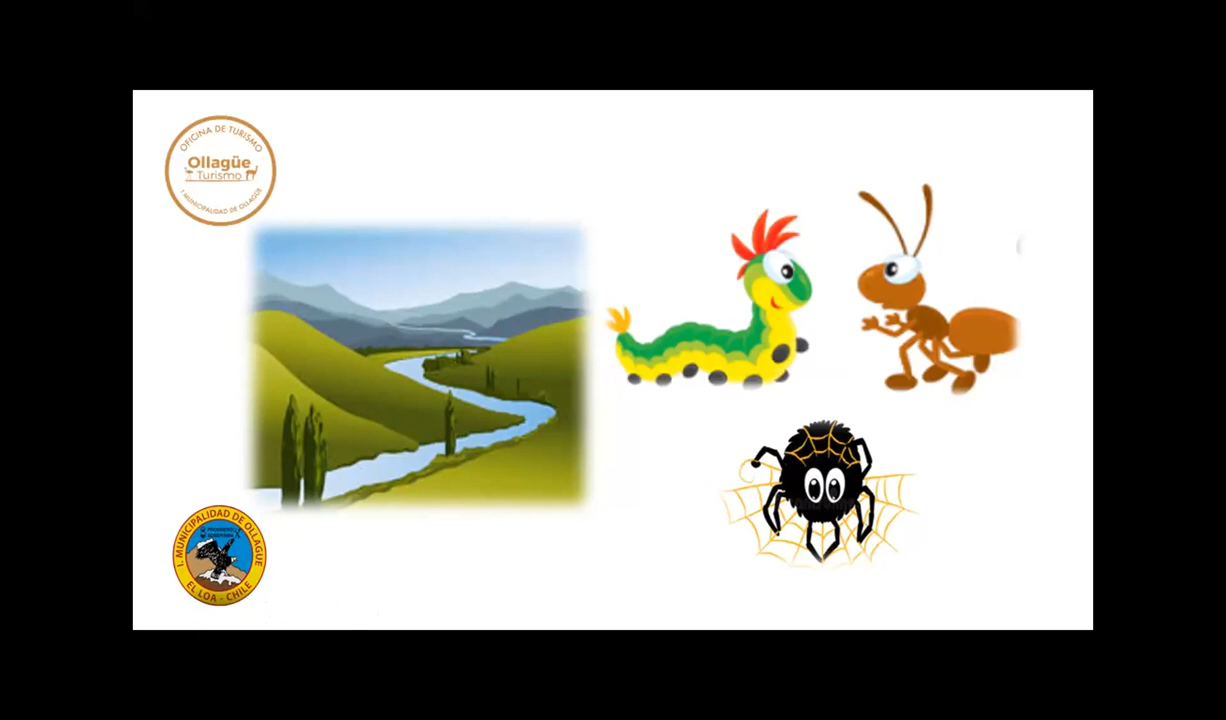 OFICINA DE TURISMO
Ollagüe
Turismo
I. MUNICIPALIDAD DE OLLAGÜE
I. MUNICIPALIDAD DE OLLAGÜE
EL LOA - CHILE